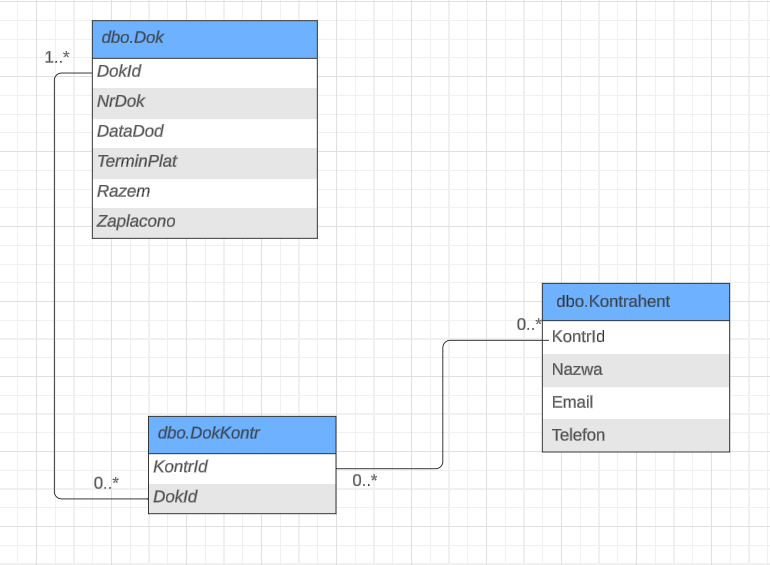 dbo.Dok
1..*
DokId
NrDok
DataDod
TerminPlat
Razem
Zaplacono
dbo.Kontrahent
0..*
KontrId
Nazwa
Email
Telefon
dbo.DokKontr
KontrId
0..*
0..*
DokId